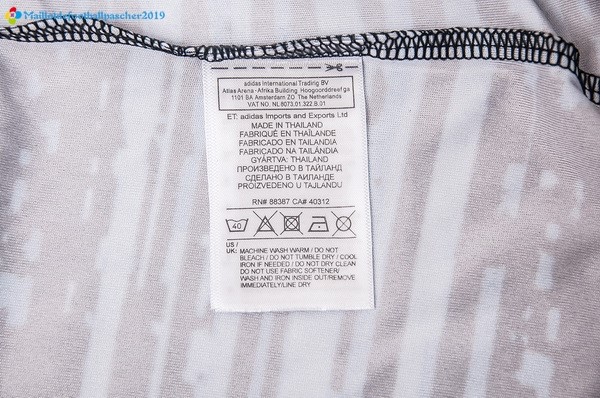 Maillotdefootballpascher2019
adidas International Trading BV
Atlas Arena - Afrika Building Hoogoorddreef 9a
1101 BA Amsterdam ZO The Netherlands
VAT NO. NL8073.01.322.B.01
ET: adidas Imports and Exports Ltd
MADE IN THAILAND
FABRIQUÉ EN THAÏLANDE
FABRICADO EN TAILANDIA
FABRICADO NA TAILÂNDIA
GYÁRTVA: THAILAND
ПРОИЗВЕДЕНО В ТАЙЛАНД
СДЕЛАНО В ТАИЛАНДЕ
PROIZVEDENO U TAJLANDU
RN# 88387 CA# 40312
40
US /
UK: MACHINE WASH WARM / DO NOT
BLEACH / DO NOT TUMBLE DRY / COOL
IRON IF NEEDED / DO NOT DRY CLEAN
DO NOT USE FABRIC SOFTENER/
WASH AND IRON INSIDE OUT/REMOVE
IMMEDIATELY/LINE DRY